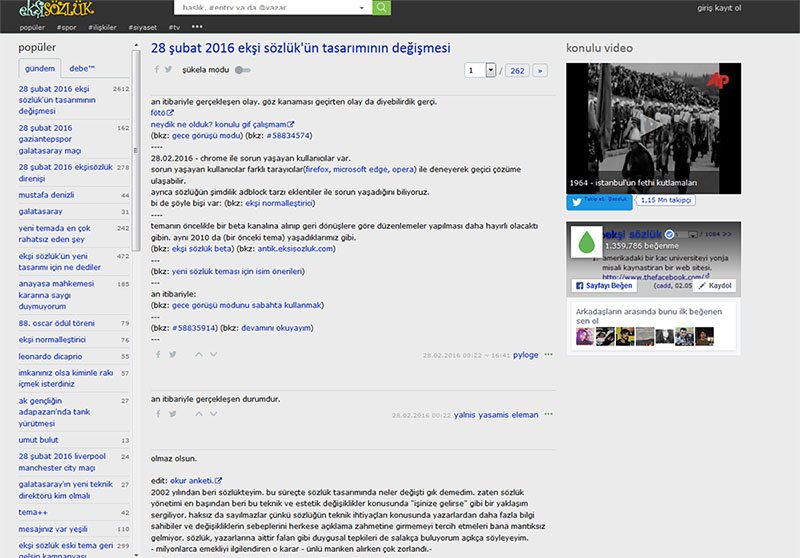 ekşi SÖZLÜK
başlık, #entry ya da @yazar
giriş kayıt ol
popüler #spor #ilişkiler #siyaset #tv •••
popüler
gündem debe™
28 şubat 2016 ekşi 2612
sözlük'ün tasarımının
değişmesi
28 şubat 2016 162
gaziantepspor
galatasaray maçı
28 şubat 2016 ekşisözlük 278
direnişi
mustafa denizli 44
galatasaray 31
yeni temada en çok 242
rahatsız eden şey
ekşi sözlük'ün yeni 472
tasarımı için ne dediler
anayasa mahkemesi 185
kararına saygı
duymuyorum
88. oscar ödül töreni 79
ekşi normalleştirici 76
leonardo dicaprio 55
imkanınız olsa kiminle rakı 57
içmek isterdiniz
ak gençliğin 27
adapazarı'nda tank
yürütmesi
umut bulut 13
28 şubat 2016 liverpool 24
manchester city maçı
galatasaray'ın yeni teknik 27
direktörü kim olmalı
tema++ 42
mesajınız var yeşili 110
ekşi sözlük eski tema geri 299
gelsin kampanyası
28 şubat 2016 ekşi sözlük'ün tasarımının değişmesi
şükela modu
1 / 262 »
an itibariyle gerçekleşen olay. göz kanaması geçirten olay da diyebilirdik gerçi.
foto
neydik ne olduk? konulu gif çalışmam
(bkz: gece görüşü modu) (bkz: #58834574)
----
28.02.2016 - chrome ile sorun yaşayan kullanıcılar var.
sorun yaşayan kullanıcılar farklı tarayıcılar(firefox, microsoft edge, opera) ile deneyerek geçici çözüme
ulaşabilir.
ayrıca sözlüğün şimdilik adblock tarzı eklentiler ile sorun yaşadığını biliyoruz.
bi de şöyle bişi var: (bkz: ekşi normalleştirici)
----
temanın öncelikle bir beta kanalına alınıp geri dönüşlere göre düzenlemeler yapılması daha hayırlı olacaktı
gibin. aynı 2010 da (bir önceki tema) yaşadıklarımız gibi.
(bkz: ekşi sözlük beta) (bkz: antik.eksisozluk.com)
---
(bkz: yeni sözlük teması için isim önerileri)
---
an itibariyle:
(bkz: gece görüşü modunu sabahta kullanmak)
---
(bkz: #58835914) (bkz: devamını okuyayım)
---
28.02.2016 00:22 ~ 16:41 pyloge •••
an itibariyle gerçekleşen durumdur.
28.02.2016 00:22 yalnis yasamis eleman •••
olmaz olsun.
edit: okur anketi.
2002 yılından beri sözlükteyim. bu süreçte sözlük tasarımında neler değişti gık demedim. zaten sözlük
yönetimi en başından beri bu teknik ve estetik değişiklikler konusunda "işinize gelirse" gibi bir yaklaşım
sergiliyor. haksız da sayılmazlar çünkü sözlüğün teknik ihtiyaçları konusunda yazarlardan daha fazla bilgi
sahibiler ve değişikliklerin sebeplerini herkese açıklama zahmetine girmemeyi tercih etmeleri bana mantıksız
gelmiyor. sözlük, yazarlarına aittir falan gibi duygusal tepkileri de salakça buluyorum açıkça söyleyeyim.
- milyonlarca emekliyi ilgilendiren o karar - ünlü manken alırken çok zorlandı.-
konulu video
AP
1964 - istanbul'un fethi kutlamaları
1,15 Mn takipçi
ekşi sözlük
1.359.786 beğenme
/ 1084 >>
1. amerikadaki bir kac universiteyi yonja
misali kaynastiran bir web sitesi.
http://www.thefacebook.com/
(cadd, 02.05
Sayfayı Beğen Kaydol
Arkadaşların arasında bunu ilk beğenen
sen ol